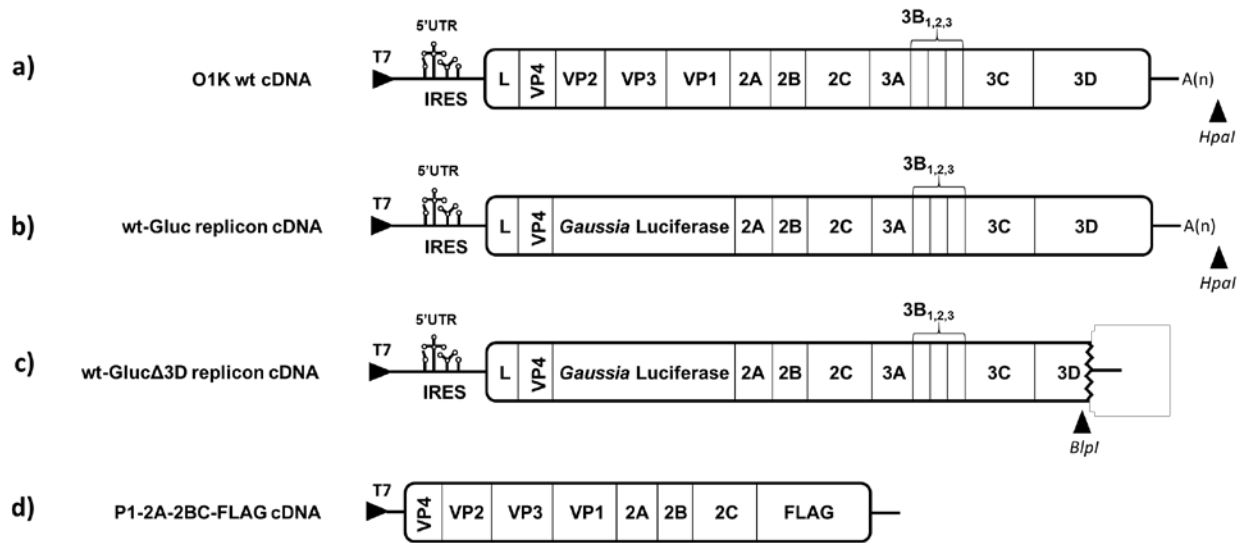 a) O1K wt cDNA T7 5'UTR IRES L VP4 VP2 VP3 VP1 2A 2B 2C 3A 3B1,2,3 3C 3D A(n) HpaI
b) wt-Gluc replicon cDNA T7 5'UTR IRES L VP4 Gaussia Luciferase 2A 2B 2C 3A 3B1,2,3 3C 3D A(n) HpaI
c) wt-GlucΔ3D replicon cDNA T7 5'UTR IRES L VP4 Gaussia Luciferase 2A 2B 2C 3A 3B1,2,3 3C 3D BlpI
d) P1-2A-2BC-FLAG cDNA T7 VP4 VP2 VP3 VP1 2A 2B 2C FLAG